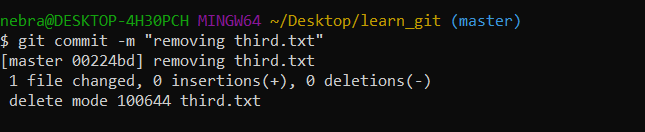 nebra@DESKTOP-4H30PCH MINGW64 ~/Desktop/learn_git (master)
$ git commit -m "removing third.txt"
[master 00224bd] removing third.txt
 1 file changed, 0 insertions(+), 0 deletions(-)
 delete mode 100644 third.txt